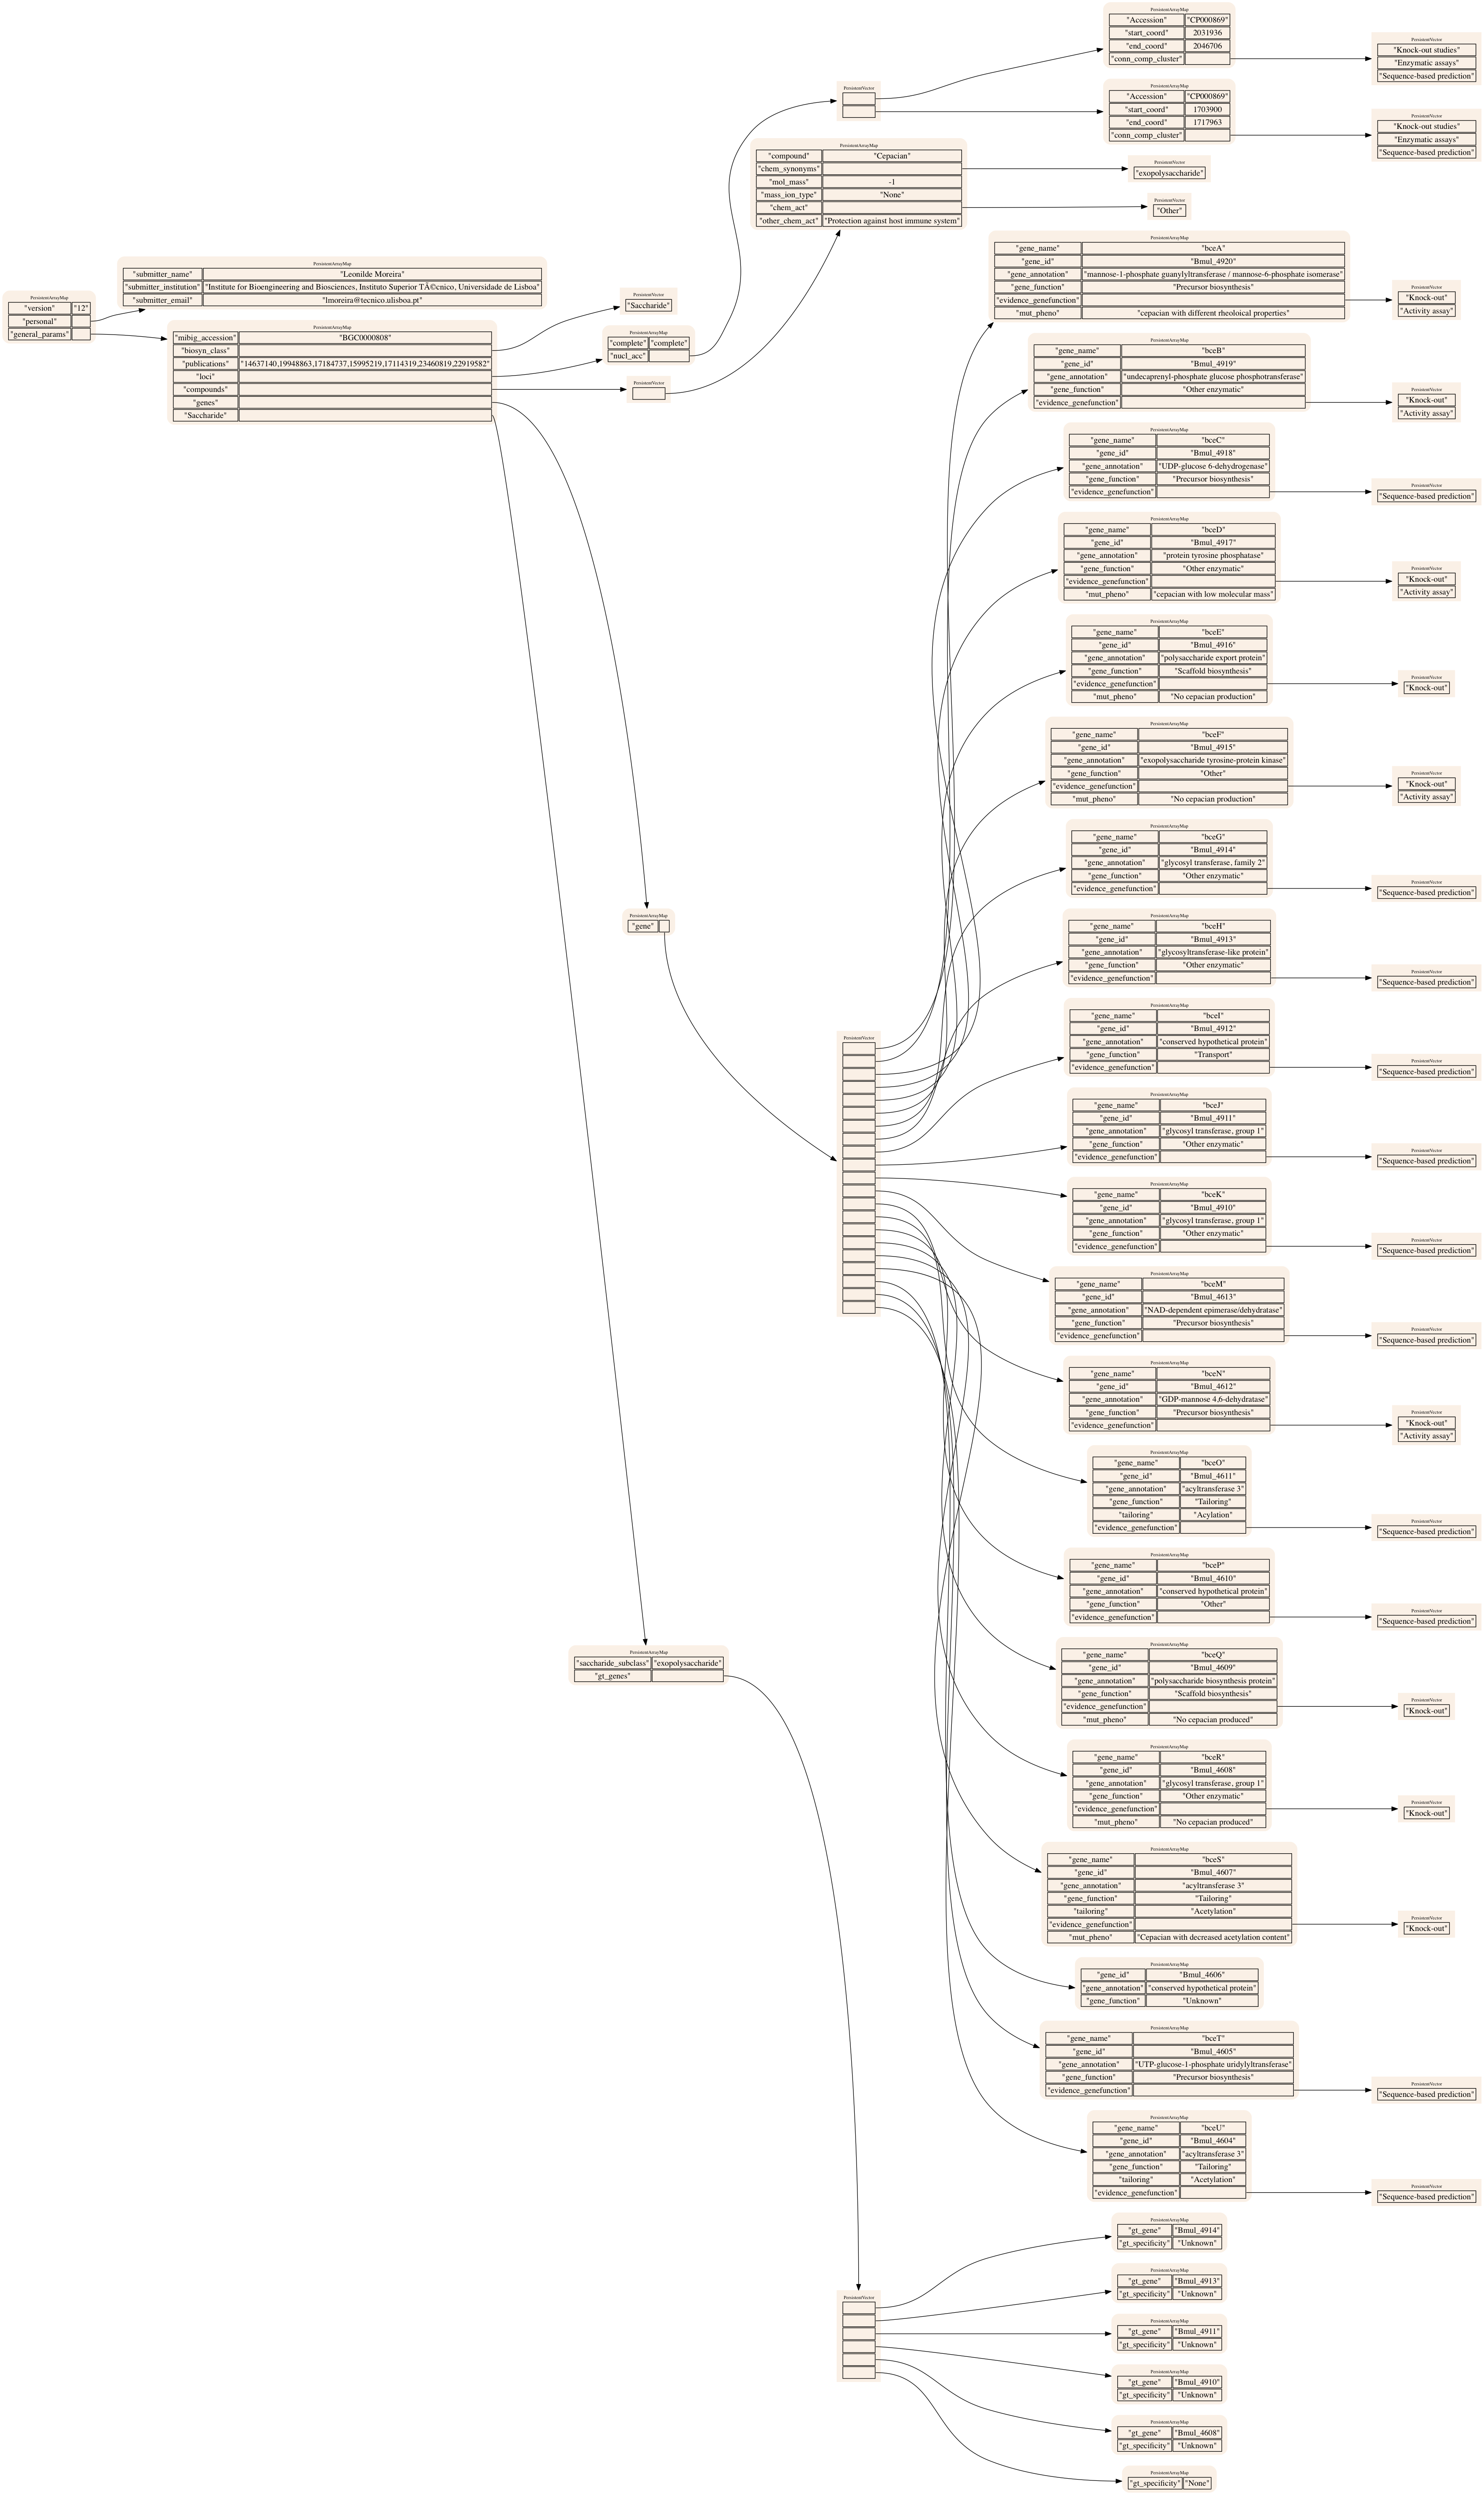 PersistentArrayMap
"version" "12"
"personal"
"general_params"
PersistentArrayMap
"submitter_name" "Leonilde Moreira"
"submitter_institution" "Institute for Bioengineering and Biosciences, Instituto Superior TÃ©cnico, Universidade de Lisboa"
"submitter_email" "lmoreira@tecnico.ulisboa.pt"
PersistentArrayMap
"mibig_accession" "BGC0000808"
"biosyn_class"
"publications" "14637140,19948863,17184737,15995219,17114319,23460819,22919582"
"loci"
"compounds"
"genes"
"Saccharide"
PersistentVector
"Saccharide"
PersistentArrayMap
"complete" "complete"
"nucl_acc"
PersistentVector
PersistentVector
PersistentArrayMap
"Accession" "CP000869"
"start_coord" 2031936
"end_coord" 2046706
"conn_comp_cluster"
PersistentVector
"Knock-out studies"
"Enzymatic assays"
"Sequence-based prediction"
PersistentArrayMap
"Accession" "CP000869"
"start_coord" 1703900
"end_coord" 1717963
"conn_comp_cluster"
PersistentVector
"Knock-out studies"
"Enzymatic assays"
"Sequence-based prediction"
PersistentArrayMap
"compound" "Cepacian"
"chem_synonyms"
"mol_mass" -1
"mass_ion_type" "None"
"chem_act"
"other_chem_act" "Protection against host immune system"
PersistentVector
"exopolysaccharide"
PersistentVector
"Other"
PersistentArrayMap
"gene"
PersistentVector
PersistentArrayMap
"gene_name" "bceA"
"gene_id" "Bmul_4920"
"gene_annotation" "mannose-1-phosphate guanylyltransferase / mannose-6-phosphate isomerase"
"gene_function" "Precursor biosynthesis"
"evidence_genefunction"
"mut_pheno" "cepacian with different rheoloical properties"
PersistentVector
"Knock-out"
"Activity assay"
PersistentArrayMap
"gene_name" "bceB"
"gene_id" "Bmul_4919"
"gene_annotation" "undecaprenyl-phosphate glucose phosphotransferase"
"gene_function" "Other enzymatic"
"evidence_genefunction"
PersistentVector
"Knock-out"
"Activity assay"
PersistentArrayMap
"gene_name" "bceC"
"gene_id" "Bmul_4918"
"gene_annotation" "UDP-glucose 6-dehydrogenase"
"gene_function" "Precursor biosynthesis"
"evidence_genefunction"
PersistentVector
"Sequence-based prediction"
PersistentArrayMap
"gene_name" "bceD"
"gene_id" "Bmul_4917"
"gene_annotation" "protein tyrosine phosphatase"
"gene_function" "Other enzymatic"
"evidence_genefunction"
"mut_pheno" "cepacian with low molecular mass"
PersistentVector
"Knock-out"
"Activity assay"
PersistentArrayMap
"gene_name" "bceE"
"gene_id" "Bmul_4916"
"gene_annotation" "polysaccharide export protein"
"gene_function" "Scaffold biosynthesis"
"evidence_genefunction"
"mut_pheno" "No cepacian production"
PersistentVector
"Knock-out"
PersistentArrayMap
"gene_name" "bceF"
"gene_id" "Bmul_4915"
"gene_annotation" "exopolysaccharide tyrosine-protein kinase"
"gene_function" "Other"
"evidence_genefunction"
"mut_pheno" "No cepacian production"
PersistentVector
"Knock-out"
"Activity assay"
PersistentArrayMap
"gene_name" "bceG"
"gene_id" "Bmul_4914"
"gene_annotation" "glycosyl transferase, family 2"
"gene_function" "Other enzymatic"
"evidence_genefunction"
PersistentVector
"Sequence-based prediction"
PersistentArrayMap
"gene_name" "bceH"
"gene_id" "Bmul_4913"
"gene_annotation" "glycosyltransferase-like protein"
"gene_function" "Other enzymatic"
"evidence_genefunction"
PersistentVector
"Sequence-based prediction"
PersistentArrayMap
"gene_name" "bceI"
"gene_id" "Bmul_4912"
"gene_annotation" "conserved hypothetical protein"
"gene_function" "Transport"
"evidence_genefunction"
PersistentVector
"Sequence-based prediction"
PersistentArrayMap
"gene_name" "bceJ"
"gene_id" "Bmul_4911"
"gene_annotation" "glycosyl transferase, group 1"
"gene_function" "Other enzymatic"
"evidence_genefunction"
PersistentVector
"Sequence-based prediction"
PersistentArrayMap
"gene_name" "bceK"
"gene_id" "Bmul_4910"
"gene_annotation" "glycosyl transferase, group 1"
"gene_function" "Other enzymatic"
"evidence_genefunction"
PersistentVector
"Sequence-based prediction"
PersistentArrayMap
"gene_name" "bceM"
"gene_id" "Bmul_4613"
"gene_annotation" "NAD-dependent epimerase/dehydratase"
"gene_function" "Precursor biosynthesis"
"evidence_genefunction"
PersistentVector
"Sequence-based prediction"
PersistentArrayMap
"gene_name" "bceN"
"gene_id" "Bmul_4612"
"gene_annotation" "GDP-mannose 4,6-dehydratase"
"gene_function" "Precursor biosynthesis"
"evidence_genefunction"
PersistentVector
"Knock-out"
"Activity assay"
PersistentArrayMap
"gene_name" "bceO"
"gene_id" "Bmul_4611"
"gene_annotation" "acyltransferase 3"
"gene_function" "Tailoring"
"tailoring" "Acylation"
"evidence_genefunction"
PersistentVector
"Sequence-based prediction"
PersistentArrayMap
"gene_name" "bceP"
"gene_id" "Bmul_4610"
"gene_annotation" "conserved hypothetical protein"
"gene_function" "Other"
"evidence_genefunction"
PersistentVector
"Sequence-based prediction"
PersistentArrayMap
"gene_name" "bceQ"
"gene_id" "Bmul_4609"
"gene_annotation" "polysaccharide biosynthesis protein"
"gene_function" "Scaffold biosynthesis"
"evidence_genefunction"
"mut_pheno" "No cepacian produced"
PersistentVector
"Knock-out"
PersistentArrayMap
"gene_name" "bceR"
"gene_id" "Bmul_4608"
"gene_annotation" "glycosyl transferase, group 1"
"gene_function" "Other enzymatic"
"evidence_genefunction"
"mut_pheno" "No cepacian produced"
PersistentVector
"Knock-out"
PersistentArrayMap
"gene_name" "bceS"
"gene_id" "Bmul_4607"
"gene_annotation" "acyltransferase 3"
"gene_function" "Tailoring"
"tailoring" "Acetylation"
"evidence_genefunction"
"mut_pheno" "Cepacian with decreased acetylation content"
PersistentVector
"Knock-out"
PersistentArrayMap
"gene_id" "Bmul_4606"
"gene_annotation" "conserved hypothetical protein"
"gene_function" "Unknown"
PersistentArrayMap
"gene_name" "bceT"
"gene_id" "Bmul_4605"
"gene_annotation" "UTP-glucose-1-phosphate uridylyltransferase"
"gene_function" "Precursor biosynthesis"
"evidence_genefunction"
PersistentVector
"Sequence-based prediction"
PersistentArrayMap
"gene_name" "bceU"
"gene_id" "Bmul_4604"
"gene_annotation" "acyltransferase 3"
"gene_function" "Tailoring"
"tailoring" "Acetylation"
"evidence_genefunction"
PersistentVector
"Sequence-based prediction"
PersistentArrayMap
"saccharide_subclass" "exopolysaccharide"
"gt_genes"
PersistentVector
PersistentArrayMap
"gt_gene" "Bmul_4914"
"gt_specificity" "Unknown"
PersistentArrayMap
"gt_gene" "Bmul_4913"
"gt_specificity" "Unknown"
PersistentArrayMap
"gt_gene" "Bmul_4911"
"gt_specificity" "Unknown"
PersistentArrayMap
"gt_gene" "Bmul_4910"
"gt_specificity" "Unknown"
PersistentArrayMap
"gt_gene" "Bmul_4608"
"gt_specificity" "Unknown"
PersistentArrayMap
"gt_specificity" "None"